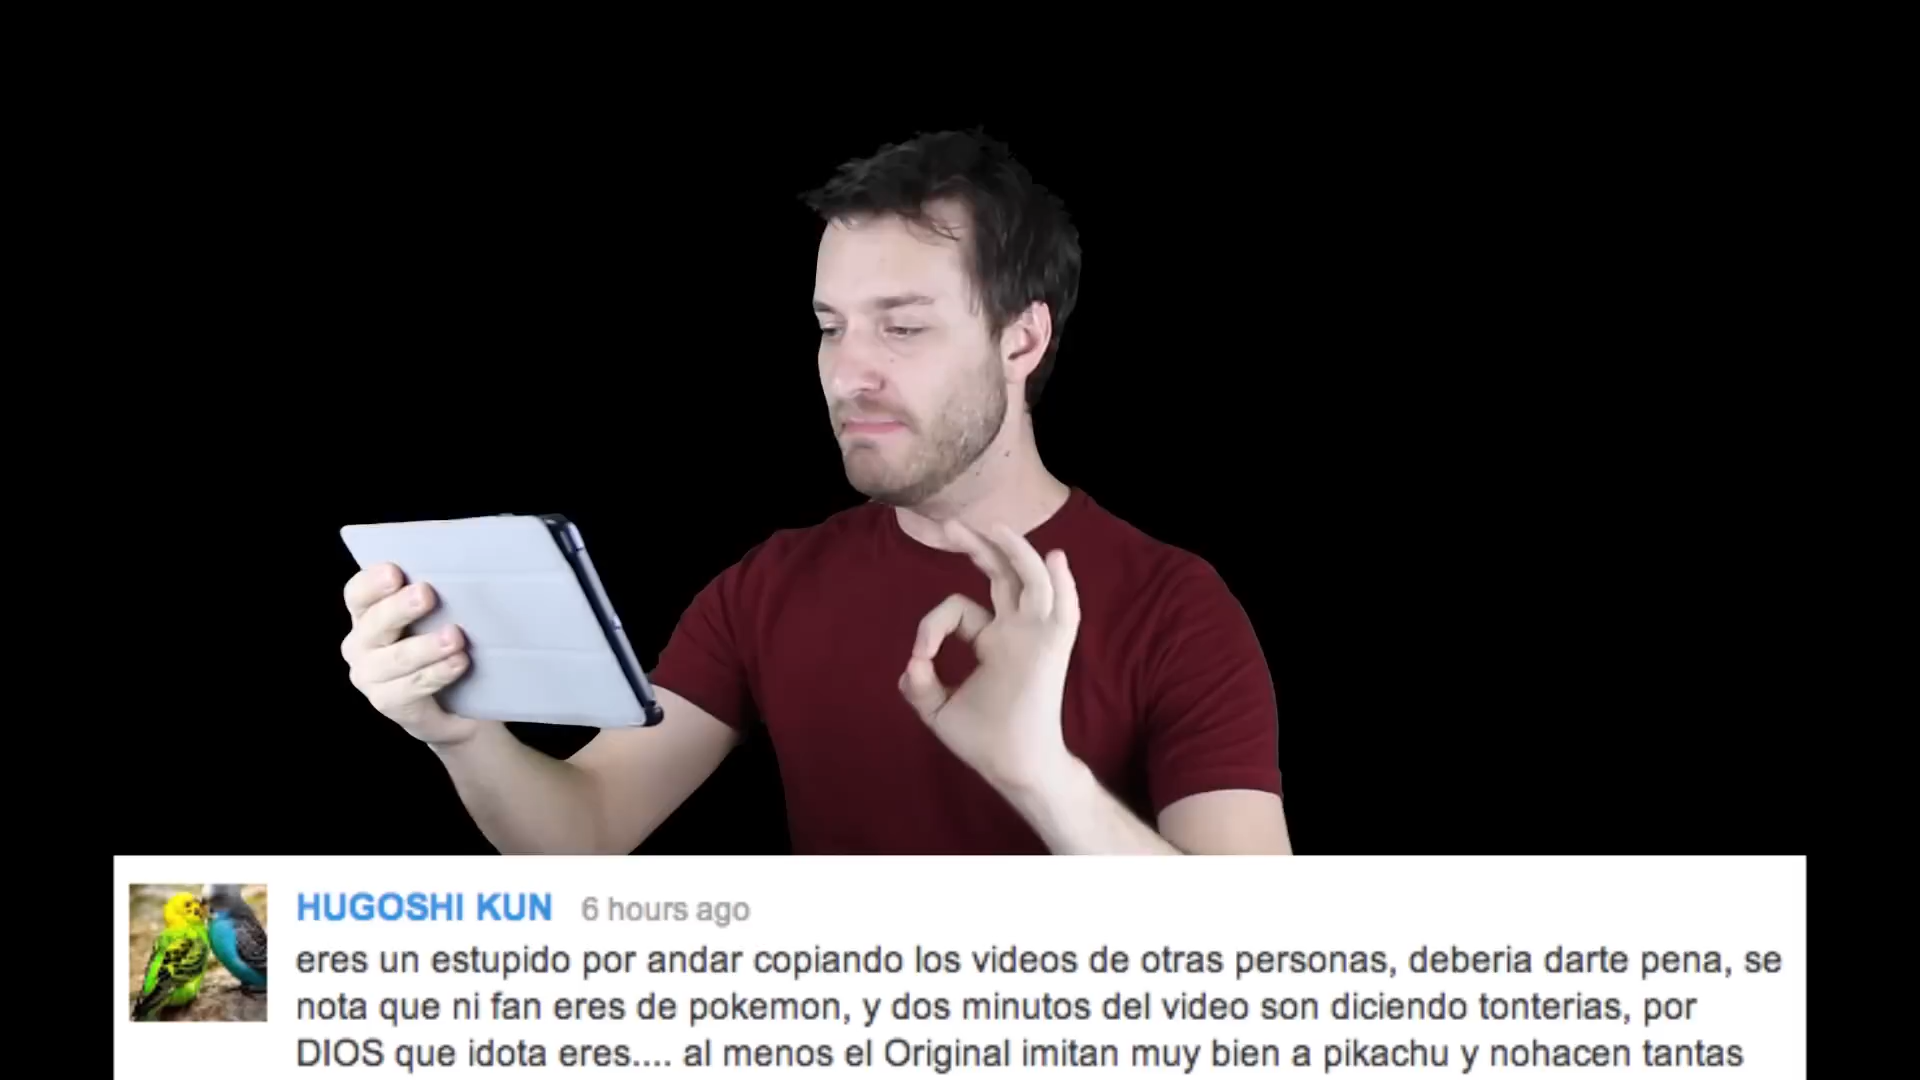 HUGOSHI KUN 6 hours ago
eres un estupido por andar copiando los videos de otras personas, deberia darte pena, se
nota que ni fan eres de pokemon, y dos minutos del video son diciendo tonterias, por
DIOS que idota eres.... al menos el Original imitan muy bien a pikachu y nohacen tantas